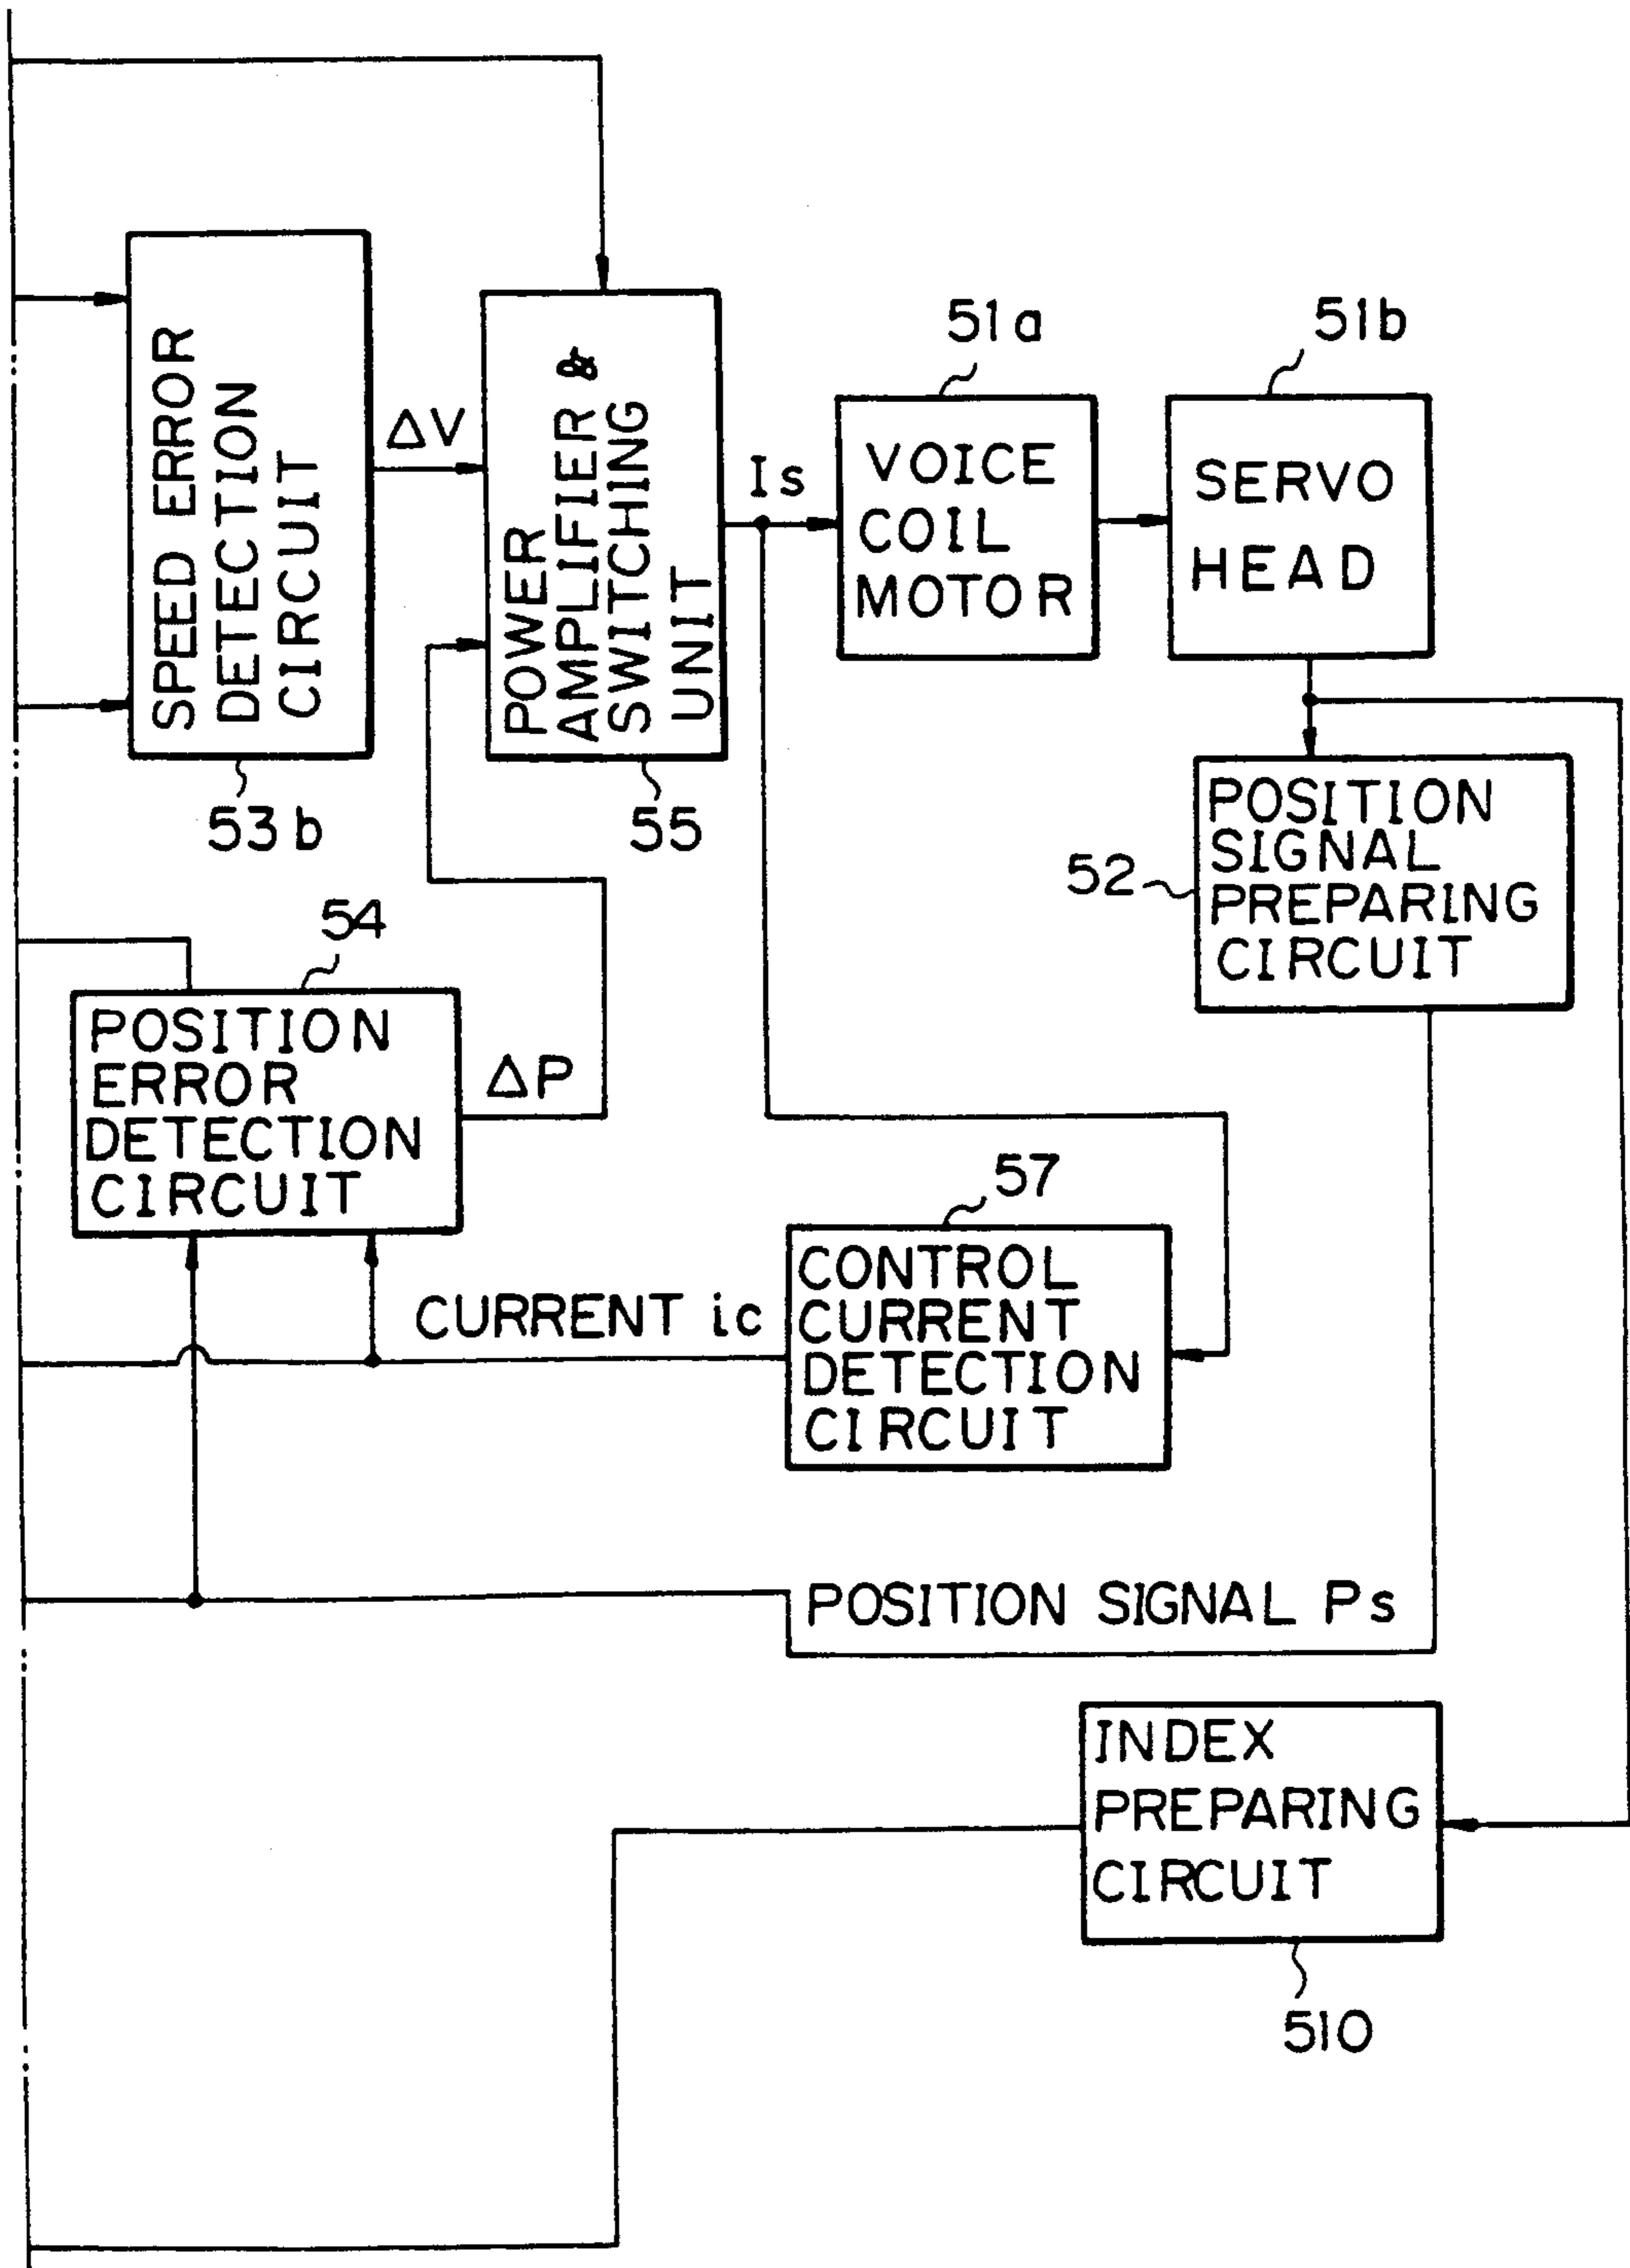 SPEED ERROR
DETECTION
CIRCUIT
53b
ΔV
POWER
AMPLIFIER &
SWITCHING
UNIT
55
Is
51a
VOICE
COIL
MOTOR
51b
SERVO
HEAD
52
POSITION
SIGNAL
PREPARING
CIRCUIT
54
POSITION
ERROR
DETECTION
CIRCUIT
ΔP
57
CONTROL
CURRENT
DETECTION
CIRCUIT
CURRENT ic
POSITION SIGNAL Ps
INDEX
PREPARING
CIRCUIT
510